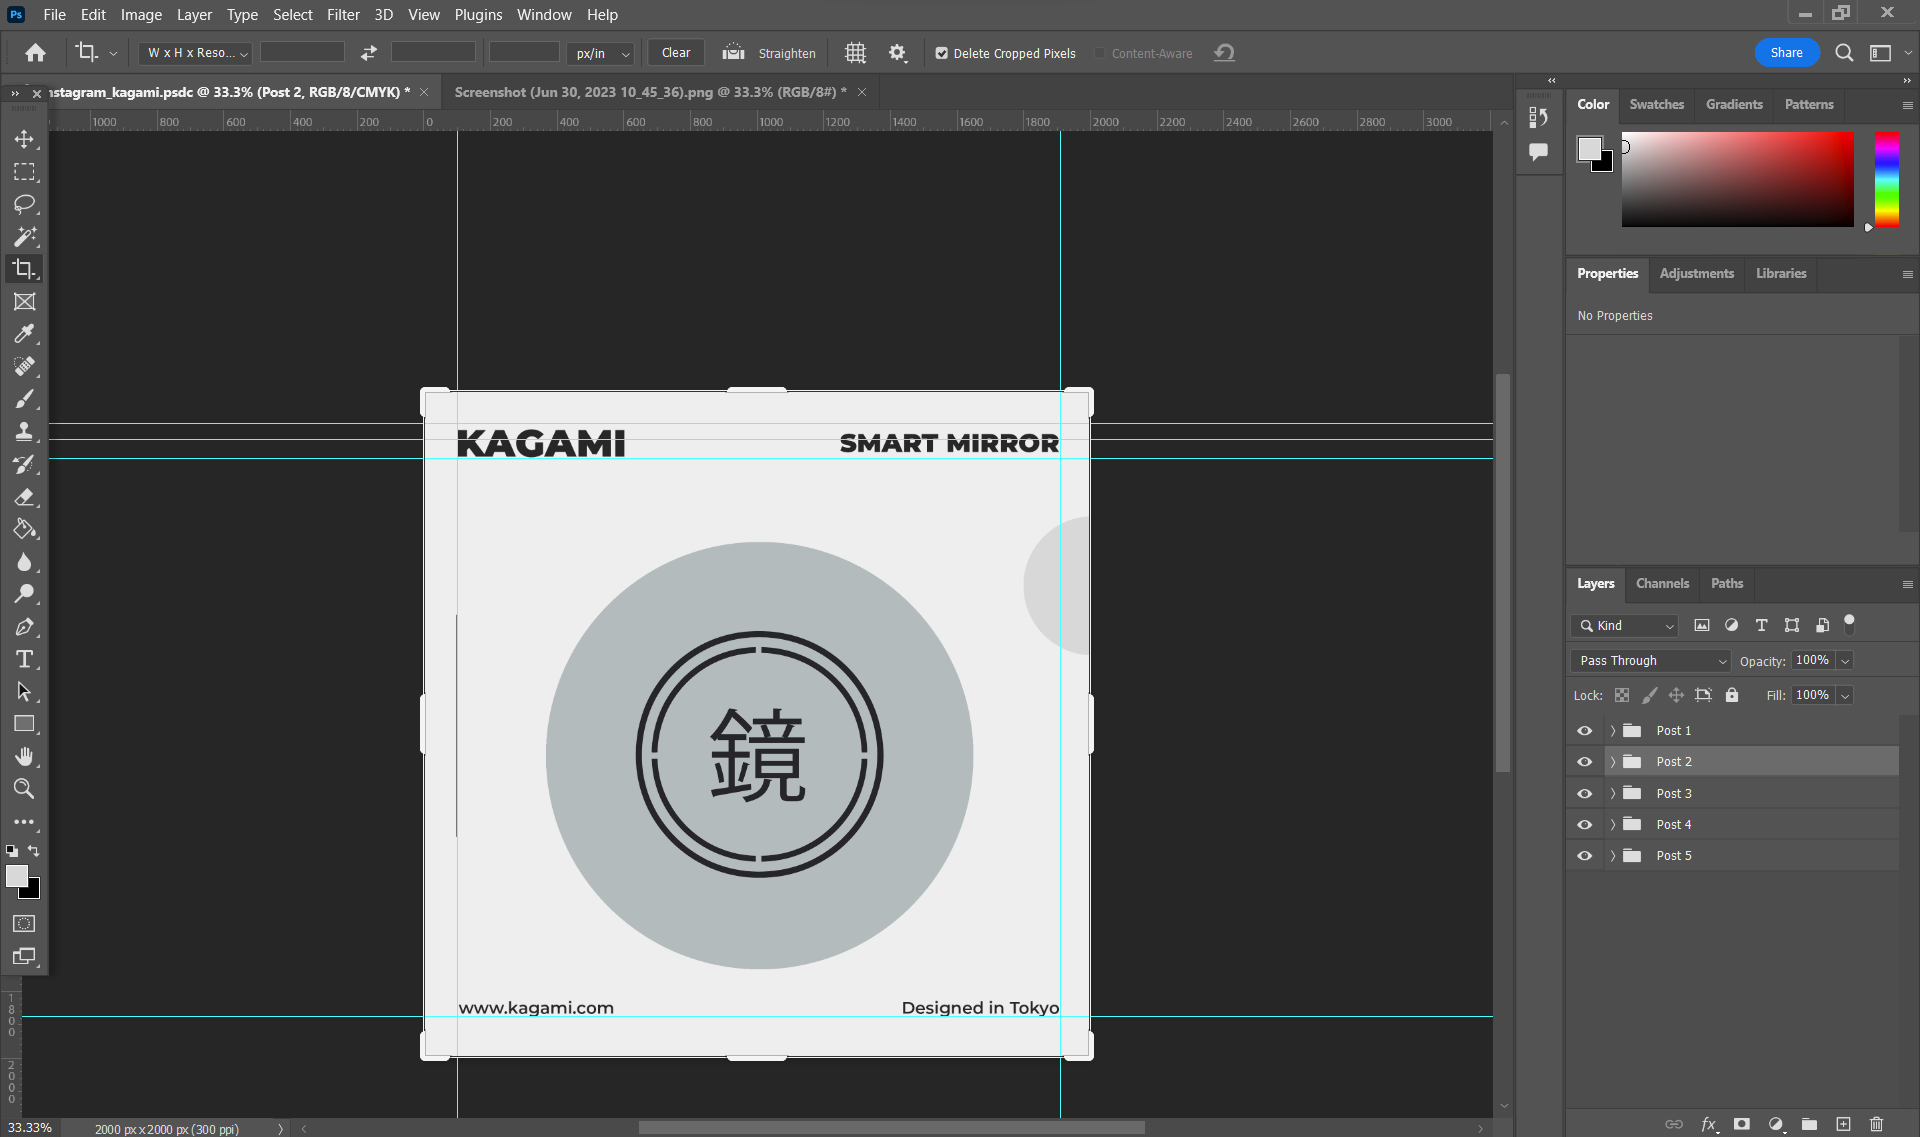 File Edit Image Layer Type Select Filter 3D View Plugins Window Help
W x H x Reso... px/in Clear Straighten Delete Cropped Pixels Content-Aware Share
nstagram_kagami.psdc @ 33.3% (Post 2, RGB/8/CMYK) * Screenshot (Jun 30, 2023 10_45_36).png @ 33.3% (RGB/8#) *
1000 800 600 400 200 0 200 400 600 800 1000 1200 1400 1600 1800 2000 2200 2400 2600 2800 3000
Color Swatches Gradients Patterns
Properties Adjustments Libraries
No Properties
KAGAMI SMART MIRROR
鏡
www.kagami.com Designed in Tokyo
Layers Channels Paths
Kind
Pass Through Opacity: 100%
Lock: Fill: 100%
Post 1
Post 2
Post 3
Post 4
Post 5
1800
2000
33.33% 2000 px x 2000 px (300 ppi)